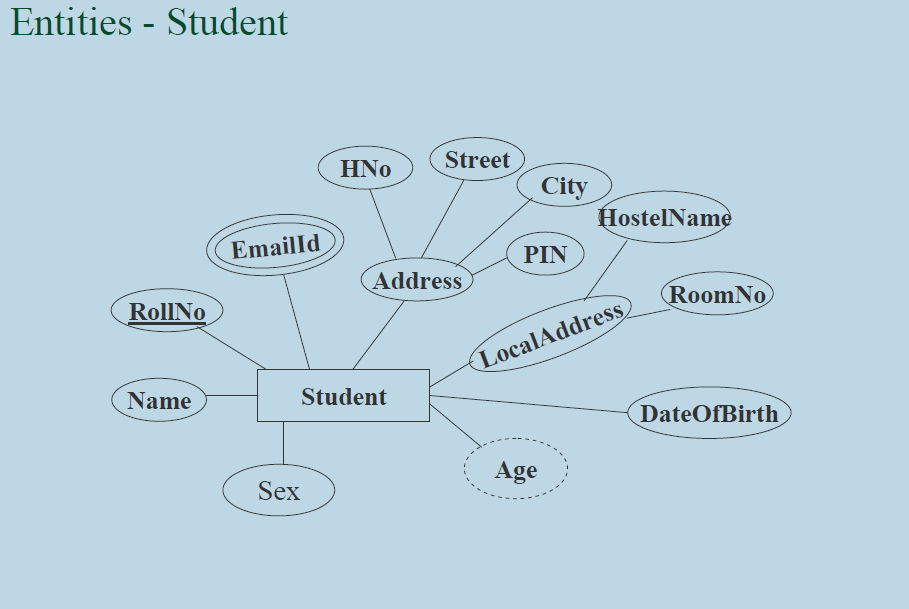 Entities - Student
HNo
Street
City
HostelName
EmailId
PIN
Address
RoomNo
RollNo
LocalAddress
Name
Student
DateOfBirth
Age
Sex